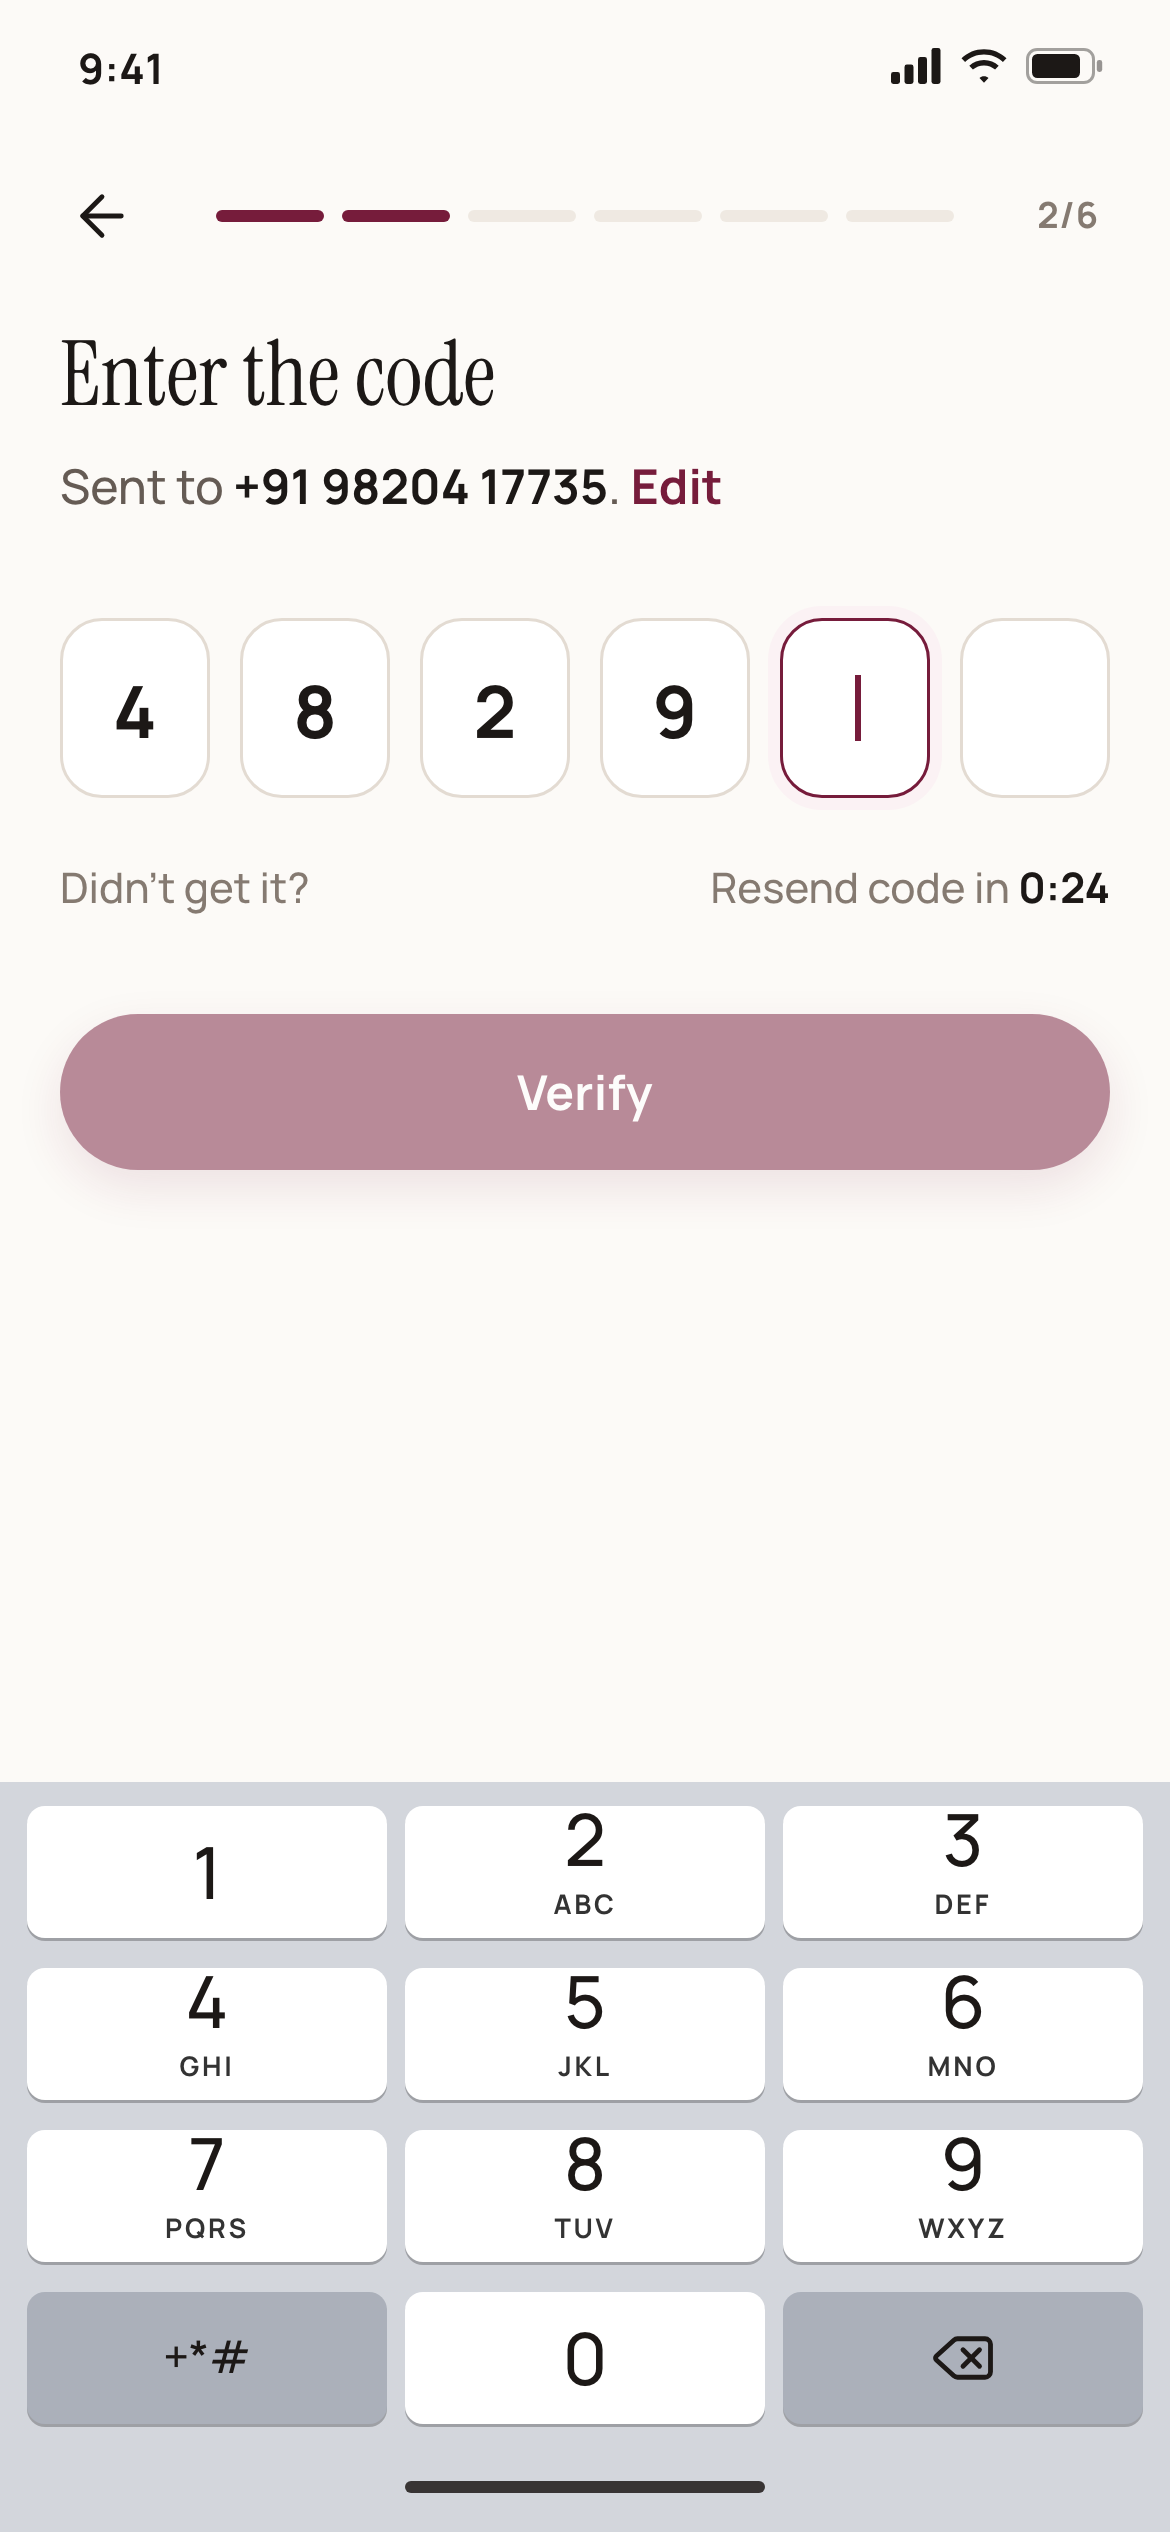 9:41
2/6
Enter the code
Sent to +91 98204 17735. Edit
4 8 2 9
Didn’t get it? Resend code in 0:24
Verify
1 2 3
ABC DEF
4 5 6
GHI JKL MNO
7 8 9
PQRS TUV WXYZ
+*# 0